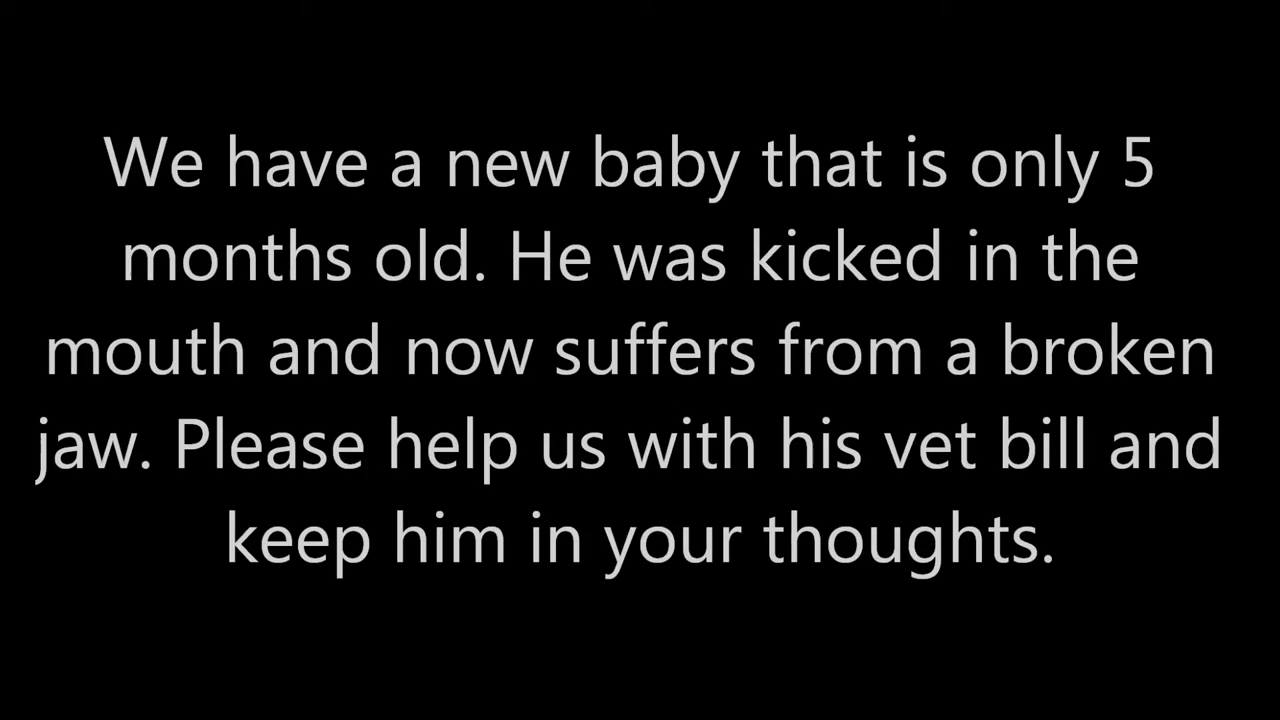 We have a new baby that is only 5
months old. He was kicked in the
mouth and now suffers from a broken
jaw. Please help us with his vet bill and
keep him in your thoughts.